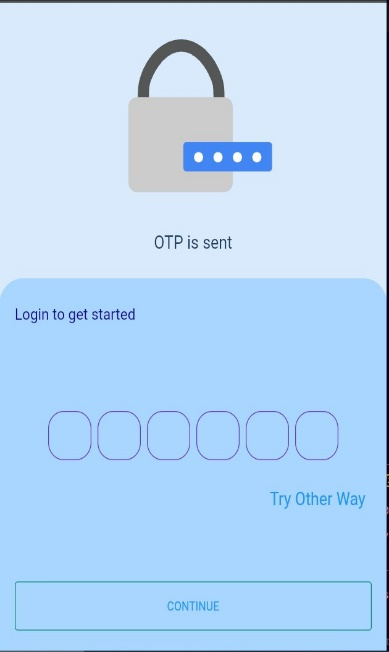 OTP is sent
Login to get started
Try Other Way
CONTINUE